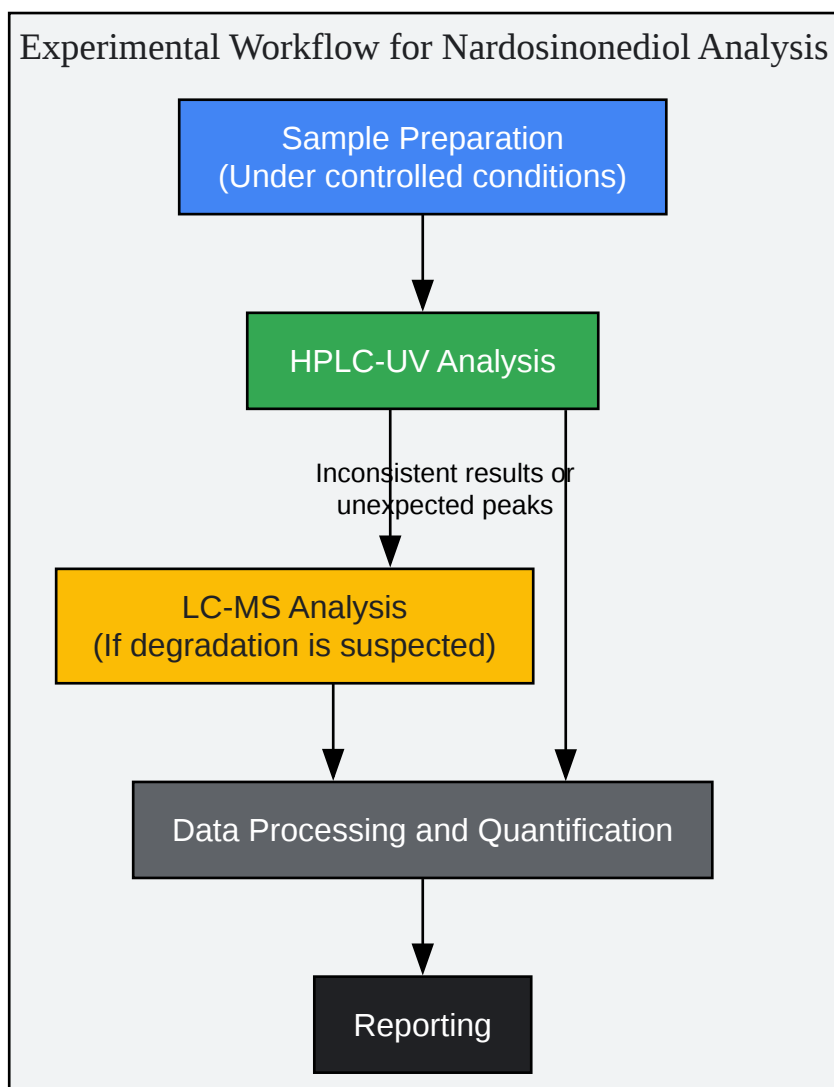 Experimental Workflow for Nardosinonediol Analysis
Sample Preparation
(Under controlled conditions)
HPLC-UV Analysis
Inconsistent results or
unexpected peaks
LC-MS Analysis
(If degradation is suspected)
Data Processing and Quantification
Reporting